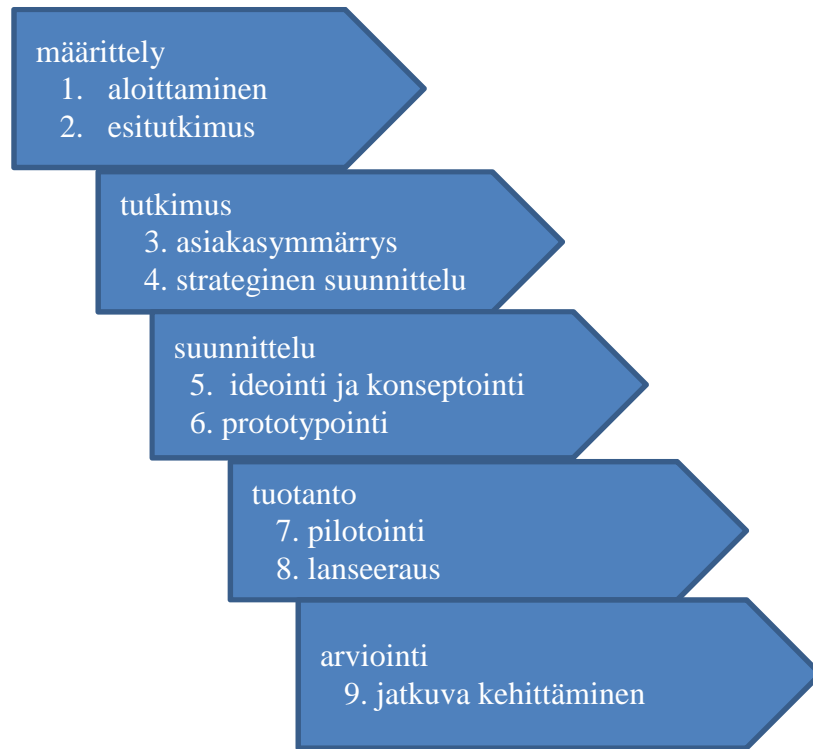 määrittely
1. aloittaminen
2. esitutkimus
tutkimus
3. asiakasymmärrys
4. strateginen suunnittelu
suunnittelu
5. ideointi ja konseptointi
6. prototypointi
tuotanto
7. pilotointi
8. lanseeraus
arviointi
9. jatkuva kehittäminen